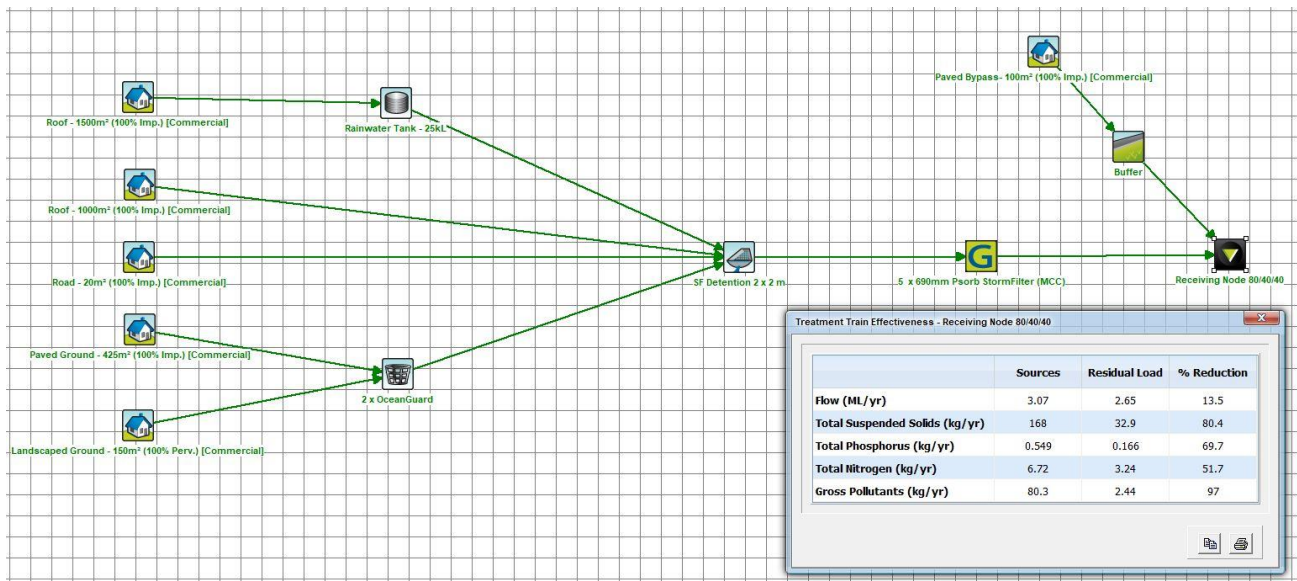 Paved Bypass- 100m² (100% Imp.) [Commercial]
Roof - 1500m² (100% Imp.) [Commercial]
Rainwater Tank - 25kL
Buffer
Roof - 1000m² (100% Imp.) [Commercial]
Road - 20m² (100% Imp.) [Commercial]
SF Detention 2 x 2 m
G
5 x 690mm Psorb StormFilter (MCC)
Receiving Node 80/40/40
Paved Ground - 425m² (100% Imp.) [Commercial]
2 x OceanGuard
Landscaped Ground - 150m² (100% Perv.) [Commercial]
Treatment Train Effectiveness - Receiving Node 80/40/40
Sources Residual Load % Reduction
Flow (ML/yr) 3.07 2.65 13.5
Total Suspended Solids (kg/yr) 168 32.9 80.4
Total Phosphorus (kg/yr) 0.549 0.166 69.7
Total Nitrogen (kg/yr) 6.72 3.24 51.7
Gross Pollutants (kg/yr) 80.3 2.44 97